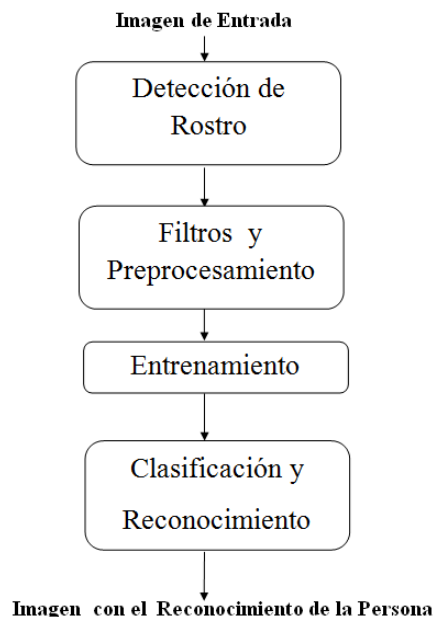 Imagen de Entrada
Detección de
Rostro
Filtros y
Preprocesamiento
Entrenamiento
Clasificación y
Reconocimiento
Imagen con el Reconocimiento de la Persona